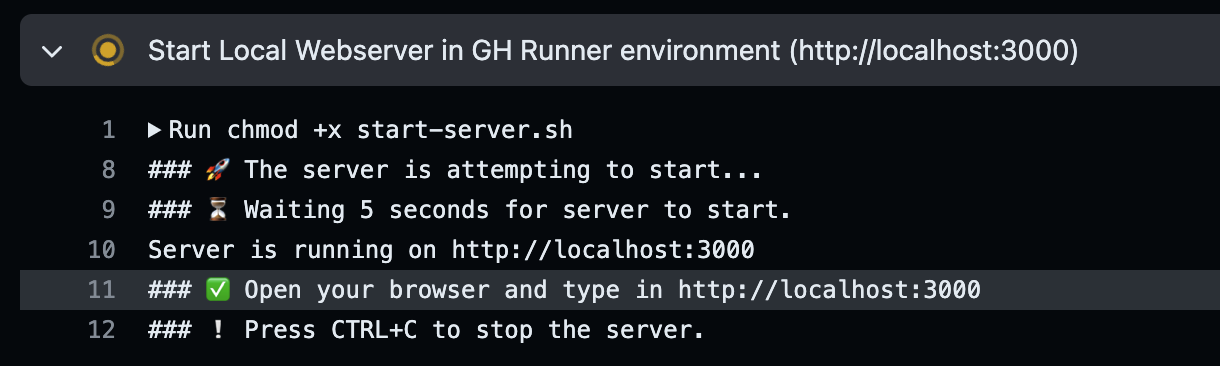 Start Local Webserver in GH Runner environment (http://localhost:3000)
1 ▶ Run chmod +x start-server.sh
8 ### 🚀 The server is attempting to start...
9 ### ⏳ Waiting 5 seconds for server to start.
10 Server is running on http://localhost:3000
11 ### ✅ Open your browser and type in http://localhost:3000
12 ### ! Press CTRL+C to stop the server.